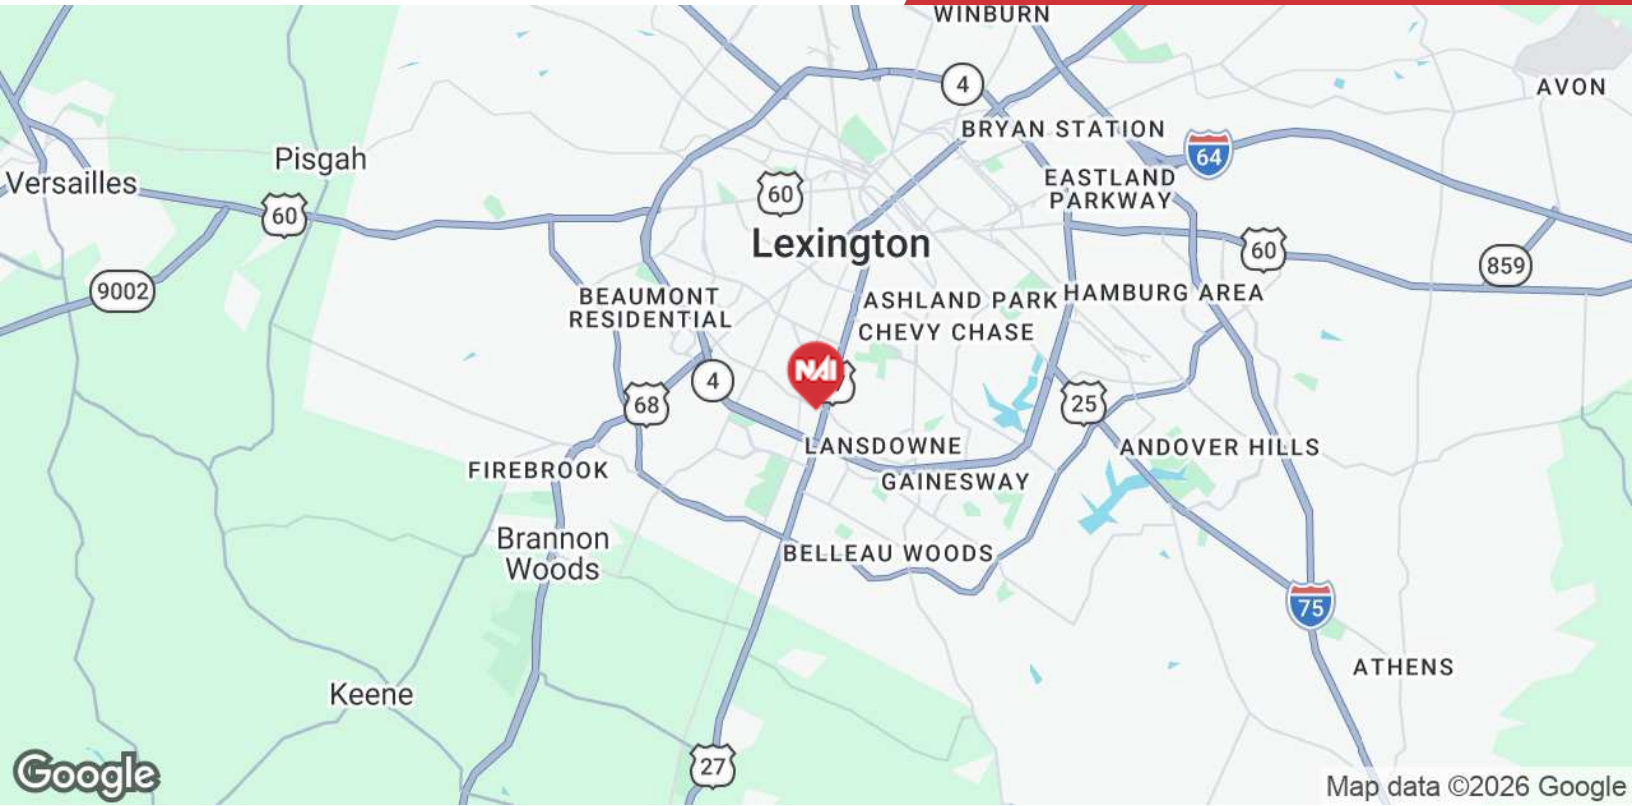 WINBURN
4
AVON
BRYAN STATION
64
Pisgah
EASTLAND
PARKWAY
Versailles
60
60
Lexington
60
859
9002
BEAUMONT
RESIDENTIAL
ASHLAND PARK
HAMBURG AREA
CHEVY CHASE
NAI
4
68
25
LANSDOWNE
ANDOVER HILLS
FIREBROOK
GAINESWAY
Brannon
Woods
BELLEAU WOODS
75
ATHENS
Keene
27
Google
Map data ©2026 Google